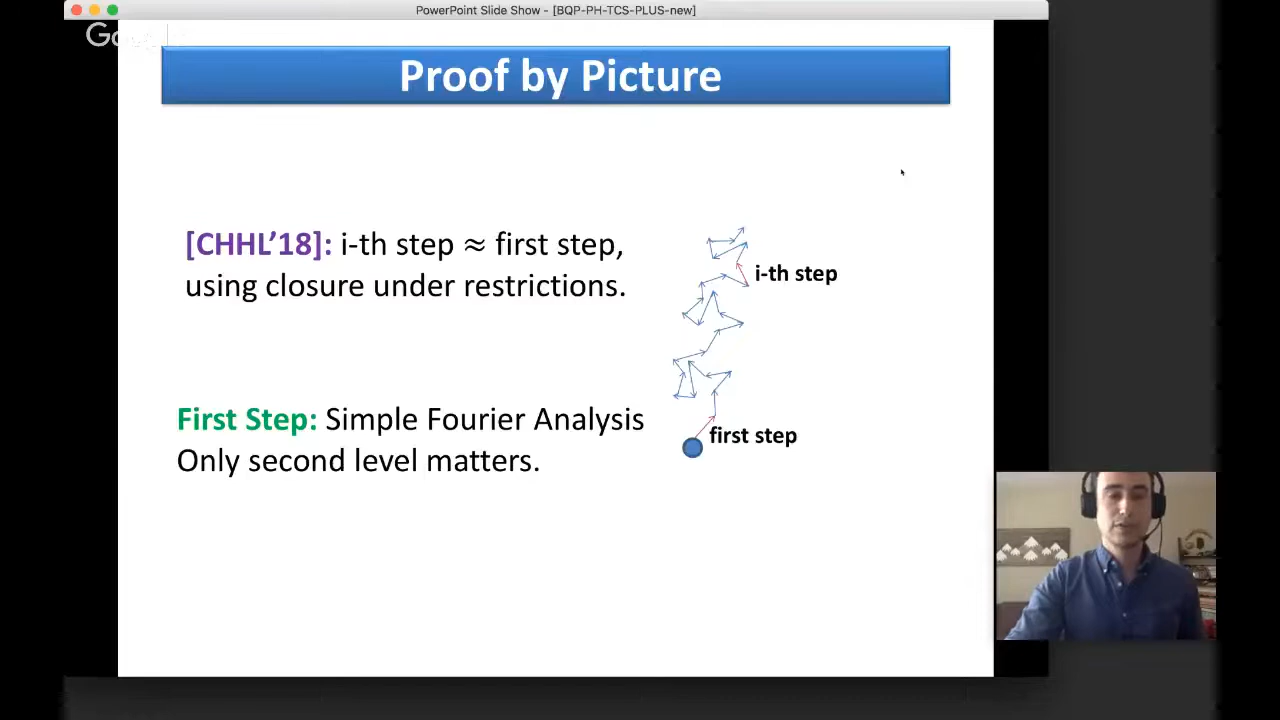 PowerPoint Slide Show - [BQP-PH-TCS-PLUS-new]
Proof by Picture
[CHHL’18]: i-th step ≈ first step,
using closure under restrictions.
i-th step
First Step: Simple Fourier Analysis
Only second level matters.
first step